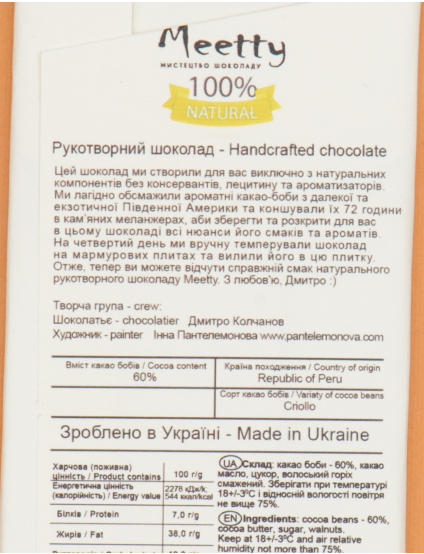 Meetty
МИСТЕЦТВО ШОКОЛАДУ
100%
NATURAL
Рукотворний шоколад - Handcrafted chocolate
Цей шоколад ми створили для вас виключно з натуральних
компонентів без консервантів, лецитину та ароматизаторів.
Ми лагідно обсмажили ароматні какао-боби з далекої та
екзотичної Південної Америки та коншували їх 72 години
в кам'яних меланжерах, аби зберегти та розкрити для вас
в цьому шоколаді всі нюанси його смаків та ароматів.
На четвертий день ми вручну темперували шоколад
на мармурових плитах та вилили його в цю плитку.
Отже, тепер ви можете відчути справжній смак натурального
рукотворного шоколаду Meetty. З любов'ю, Дмитро :)
Творча група - crew:
Шоколатьє - chocolatier Дмитро Колчанов
Художник - painter Інна Пантелемонова www.pantelemonova.com
Вміст какао бобів / Cocoa content
60%
Країна походження / Country of origin
Republic of Peru
Сорт какао бобів / Variaty of cocoa beans
Criollo
Зроблено в Україні - Made in Ukraine
Харчова (поживна)
цінність / Product contains 100 г/g
Енергетична цінність
(калорійність) / Energy value 2278 кДж/k;
544 ккал/kcal
Білків / Protein 7,0 г/g
Жирів / Fat 38,0 г/g
UA Склад: какао боби - 60%, какао
масло, цукор, волоський горіх
смажений. Зберігати при температурі
18+/-3ºС і відносній вологості повітря
не вище 75%.
EN Ingredients: cocoa beans - 60%,
cocoa butter, sugar, walnuts.
Keep at 18+/-3ºC and air relative
humidity not more than 75%.